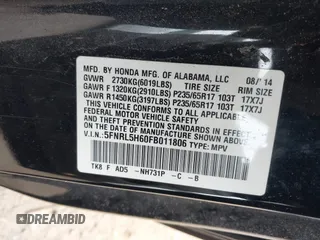 MFD. BY HONDA MFG. OF ALABAMA, LLC 08/14
GVWR 2730KG(6019LBS) TIRE SIZE RIM SIZE
GAWR F 1320KG(2910LBS) P235/65R17 103T 17X7J
GAWR R1450KG(3197LBS) P235/65R17 103T 17X7J
THIS VEHICLE CONFORMS TO ALL APPLICABLE
FEDERAL MOTOR VEHICLE SAFETY AND
THEFT PREVENTION STANDARDS IN EFFECT ON
THE DATE OF MANUFACTURE SHOWN ABOVE.
V.I.N.:5FNRL5H60FB011806 TYPE: MPV
TK8 F AD5 -NH731P -C -B